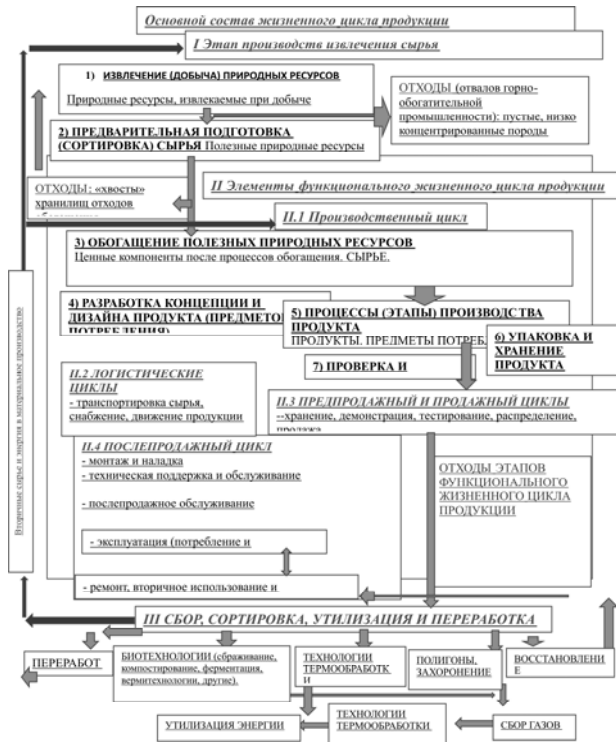 Основной состав жизненного цикла продукции
I Этап производств извлечения сырья
1) ИЗВЛЕЧЕНИЕ (ДОБЫЧА) ПРИРОДНЫХ РЕСУРСОВ
Природные ресурсы, извлекаемые при добыче
ОТХОДЫ (отвалов горно-
обогатительной
промышленности): пустые, низко
концентрированные породы
2) ПРЕДВАРИТЕЛЬНАЯ ПОДГОТОВКА
(СОРТИРОВКА) СЫРЬЯ Полезные природные ресурсы
ОТХОДЫ: «хвосты»
хранилищ отходов
II Элементы функционального жизненного цикла продукции
II.1 Производственный цикл
3) ОБОГАЩЕНИЕ ПОЛЕЗНЫХ ПРИРОДНЫХ РЕСУРСОВ
Ценные компоненты после процессов обогащения. СЫРЬЕ.
4) РАЗРАБОТКА КОНЦЕПЦИИ И
ДИЗАЙНА ПРОДУКТА (ПРЕДМЕТО
ПОТРЕБЛЕНИЯ)
5) ПРОЦЕССЫ (ЭТАПЫ) ПРОИЗВОДСТВА
ПРОДУКТА
ПРОДУКТЫ. ПРЕДМЕТЫ ПОТРЕБ
6) УПАКОВКА И
ХРАНЕНИЕ
ПРОДУКТА
7) ПРОВЕРКА И
II.2 ЛОГИСТИЧЕСКИЕ
ЦИКЛЫ
- транспортировка сырья,
снабжение, движение продукции
II.3 ПРЕДПРОДАЖНЫЙ И ПРОДАЖНЫЙ ЦИКЛЫ
--хранение, демонстрация, тестирование, распределение,
продажа
II.4 ПОСЛЕПРОДАЖНЫЙ ЦИКЛ
- монтаж и наладка
- техническая поддержка и обслуживание
- послепродажное обслуживание
- эксплуатация (потребление и
- ремонт, вторичное использование и
ОТХОДЫ ЭТАПОВ
ФУНКЦИОНАЛЬНОГО
ЖИЗНЕННОГО ЦИКЛА
ПРОДУКЦИИ
Вторичные сырье и энергия в материальное производство
III СБОР, СОРТИРОВКА, УТИЛИЗАЦИЯ И ПЕРЕРАБОТКА
ПЕРЕРАБОТ
БИОТЕХНОЛОГИИ (сбраживание,
компостирование, ферментация,
вермитехнологии, другие).
ТЕХНОЛОГИИ
ТЕРМООБРАБОТК
И
ПОЛИГОНЫ,
ЗАХОРОНЕНИЕ
ВОССТАНОВЛЕНИ
Е
УТИЛИЗАЦИЯ ЭНЕРГИИ
ТЕХНОЛОГИИ
ТЕРМООБРАБОТКИ
СБОР ГАЗОВ